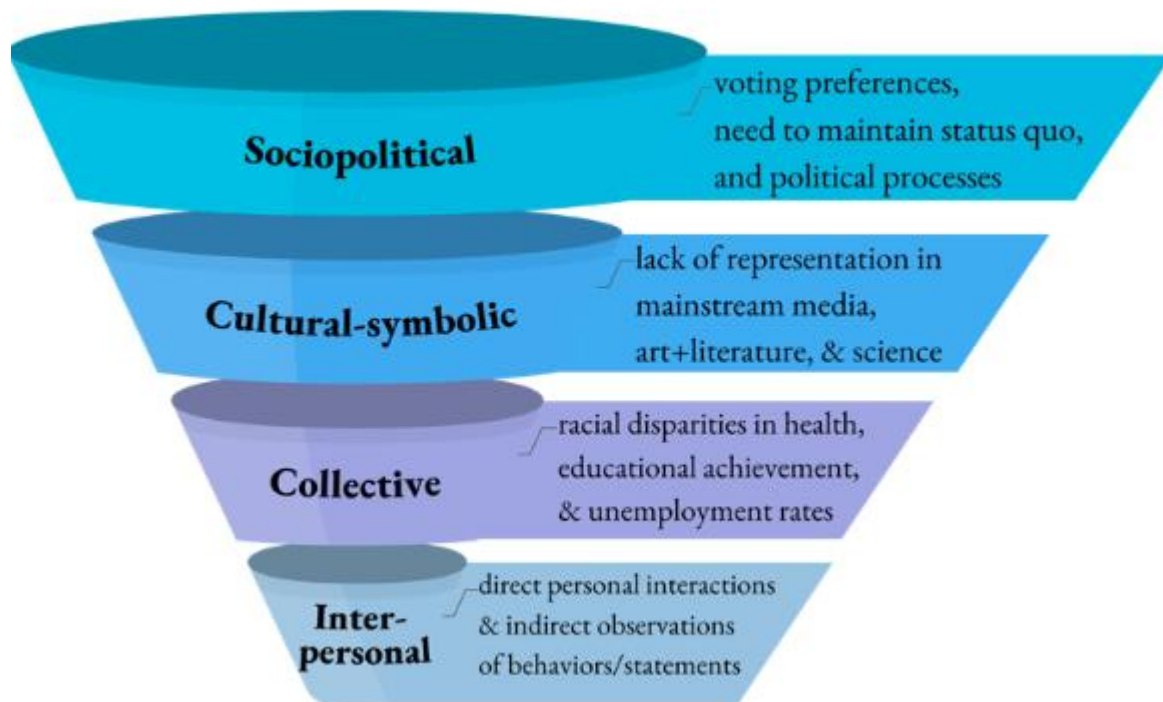 Sociopolitical
voting preferences,
need to maintain status quo,
and political processes
Cultural-symbolic
lack of representation in
mainstream media,
art+literature, & science
Collective
racial disparities in health,
educational achievement,
& unemployment rates
Inter-
personal
direct personal interactions
& indirect observations
of behaviors/statements